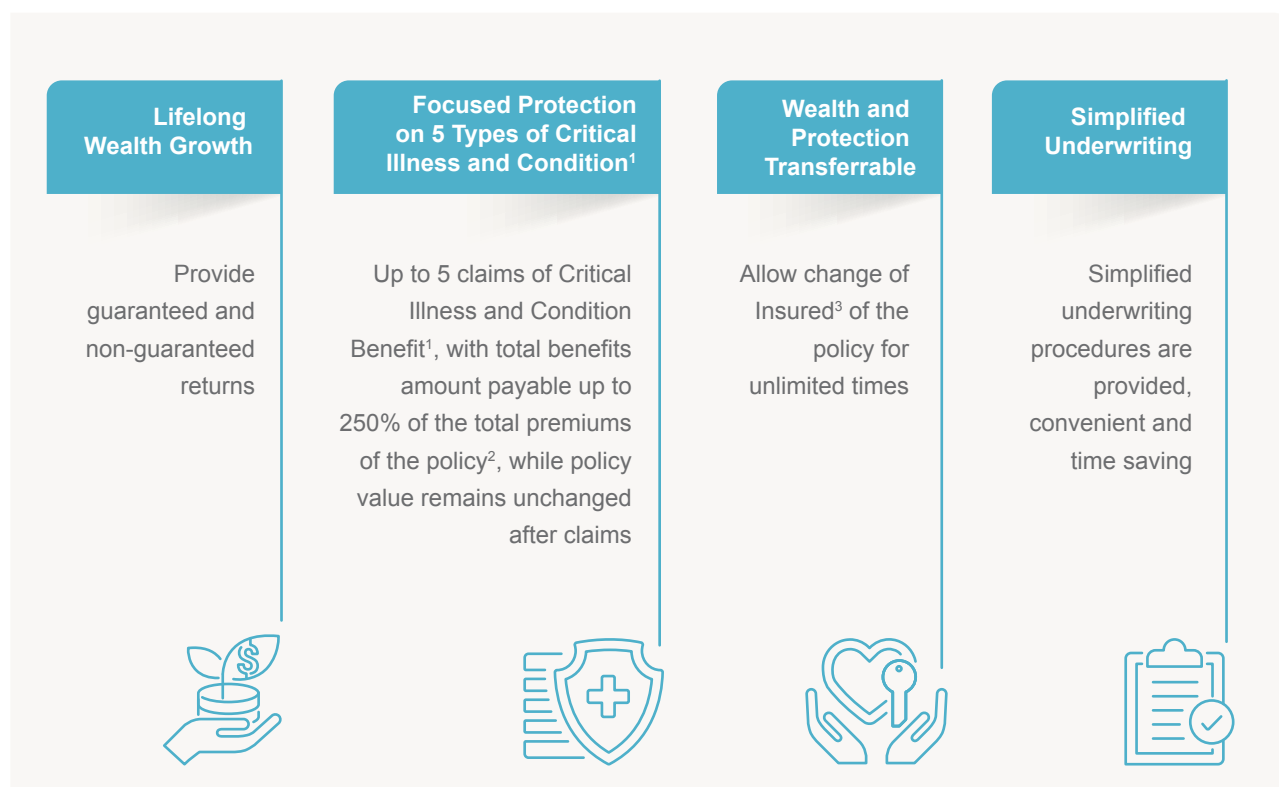 Lifelong
Wealth Growth
Provide
guaranteed and
non-guaranteed
returns
Focused Protection
on 5 Types of Critical
Illness and Condition¹
Up to 5 claims of Critical
Illness and Condition
Benefit¹, with total benefits
amount payable up to
250% of the total premiums
of the policy², while policy
value remains unchanged
after claims
Wealth and
Protection
Transferrable
Allow change of
Insured³ of the
policy for
unlimited times
Simplified
Underwriting
Simplified
underwriting
procedures are
provided,
convenient and
time saving
$